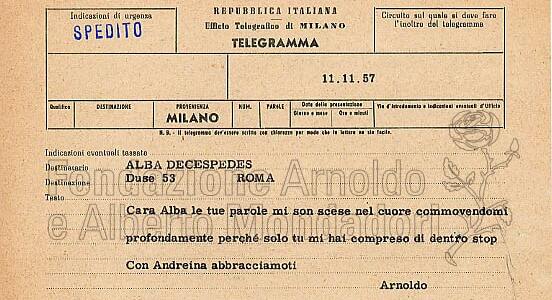 Indicazioni di urgenza
SPEDITO
REPUBBLICA ITALIANA
Ufficio Telegrafico di MILANO
TELEGRAMMA
Circuito sul quale si deve fare
l'inoltro del telegramma
11.11.57
Qualifica DESTINAZIONE PROVENIENZA NUM. PAROLE Data della presentazione Via d'istradamento e indicazioni eventuali d'Ufficio
Giorno e mese Ore e minuti
MILANO
N. B. - Il telegramma dev'essere scritto con chiarezza per modo che la lettura ne sia facile.
Indicazioni eventuali tassate
Destinatario ALBA DECESPEDES
Destinazione Duse 53 ROMA
Testo
Cara Alba le tue parole mi son scese nel cuore commovendomi
profondamente perché solo tu mi hai compreso di dentro stop
Con Andreina abbracciamoti
Arnoldo
Fondazione Arnoldo
e Alberto Mondadori